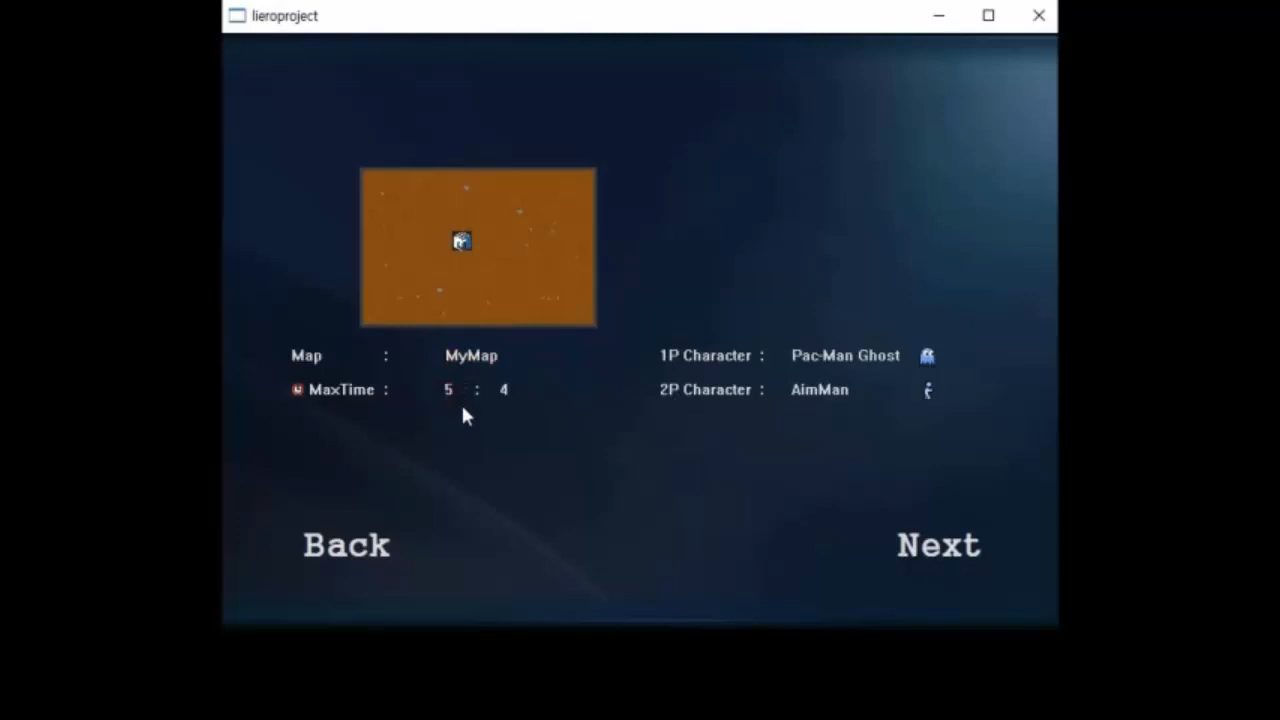 lieroproject
Map : MyMap
MaxTime : 5 : 4
1P Character : Pac-Man Ghost
2P Character : AimMan
Back
Next